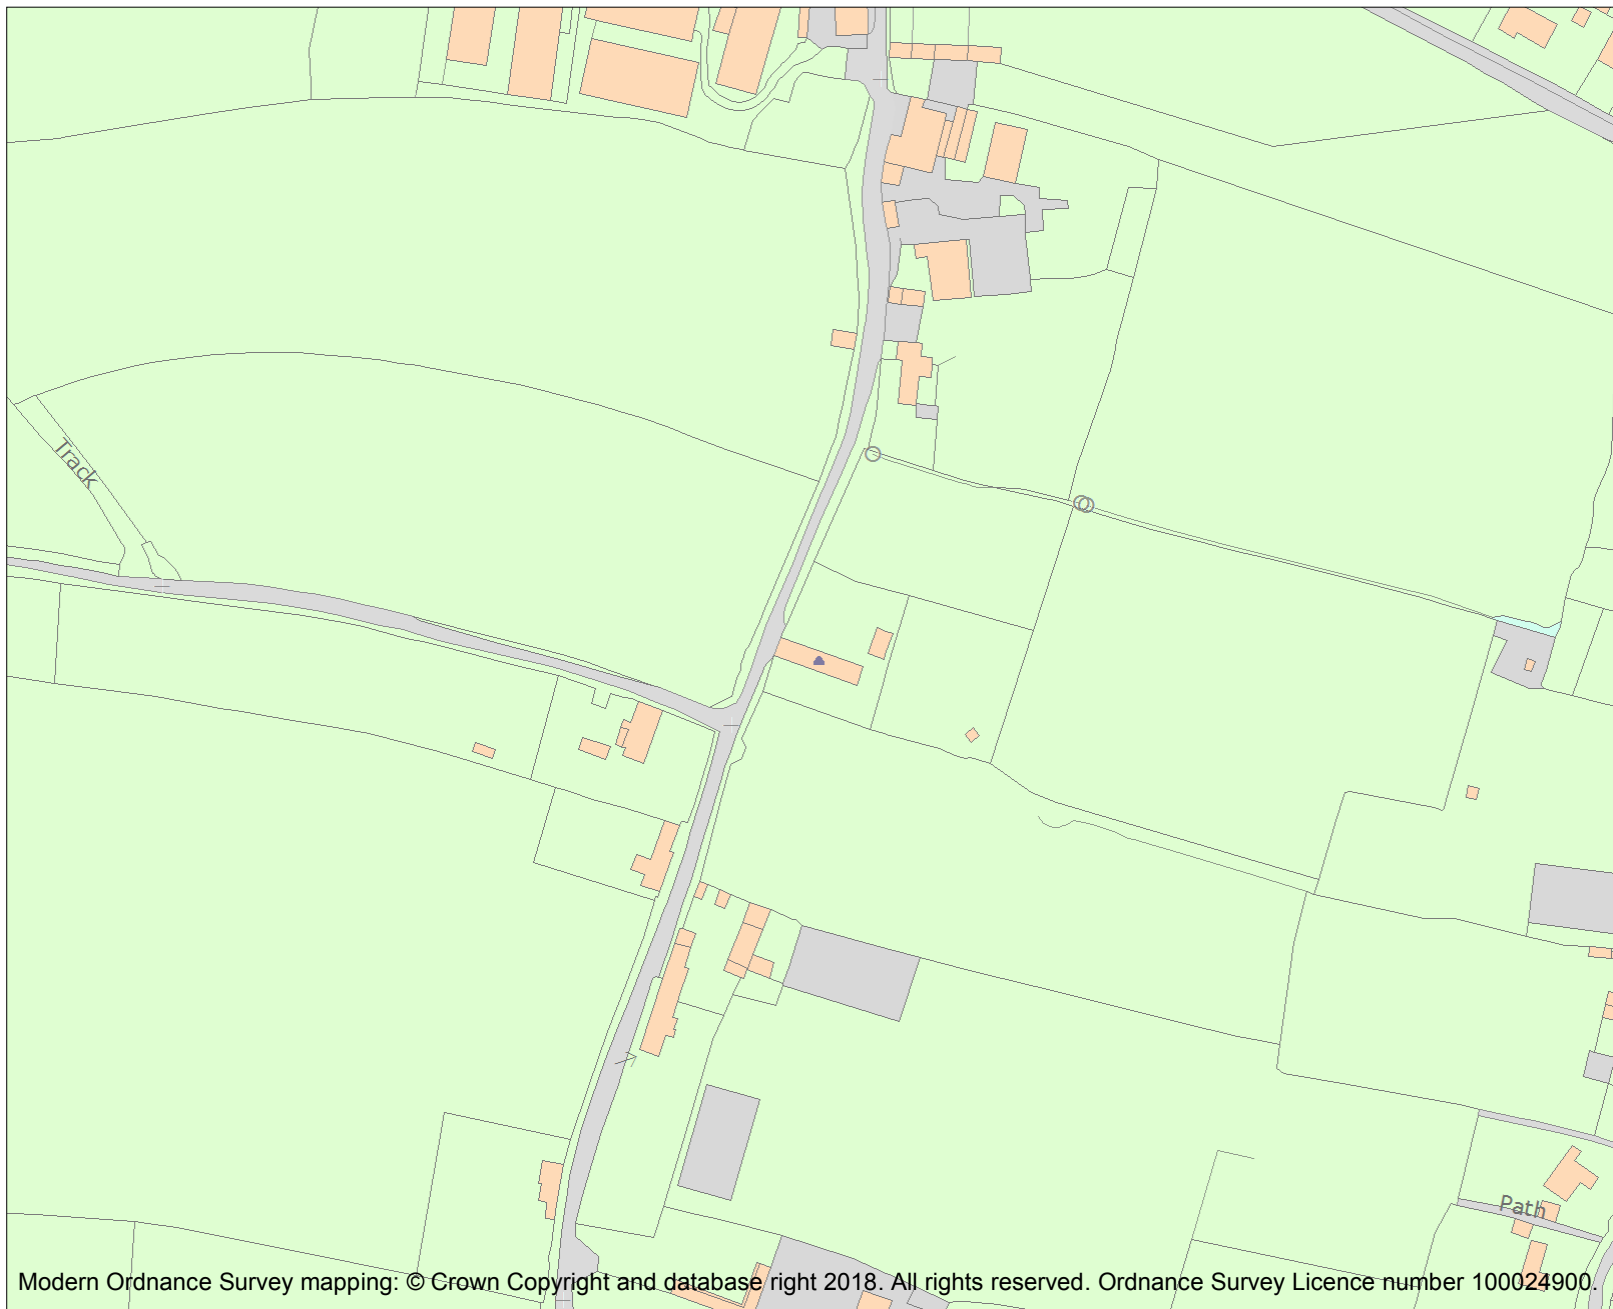 Track
Path
Modern Ordnance Survey mapping: © Crown Copyright and database right 2018. All rights reserved. Ordnance Survey Licence number 100024900.